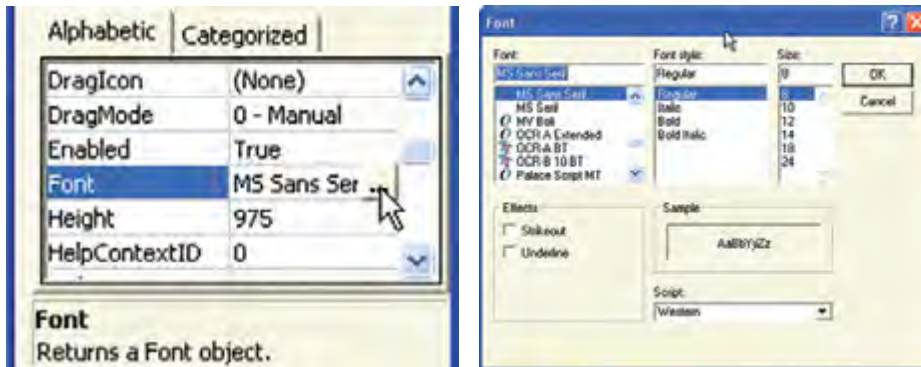 Alphabetic Categorized
DragIcon (None)
DragMode 0 - Manual
Enabled True
Font MS Sans Ser ...
Height 975
HelpContextID 0
Font
Returns a Font object.
Font
Font: Font style: Size:
MS Sans Serif Regular 8 OK
MS Sans Serif Regular 8 Cancel
MS Serif Italic 10
MV Boli Bold 12
OCR A Extended Bold Italic 14
OCR-A BT 18
OCR-B 10 BT 24
Palace Script MT
Effects Sample
Strikeout
Underline
AaBbYyZz
Script:
Western